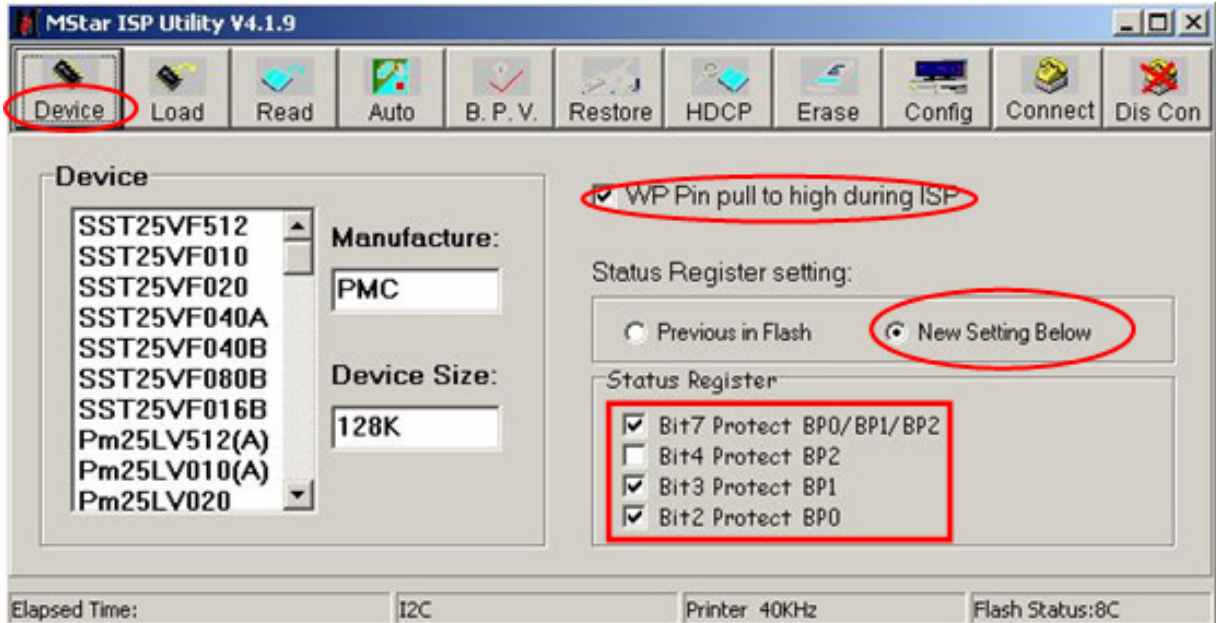 MStar ISP Utility V4.1.9
Device Load Read Auto B.P.V. Restore HDCP Erase Config Connect Dis Con
Device
SST25VF512
SST25VF010
SST25VF020
SST25VF040A
SST25VF040B
SST25VF080B
SST25VF016B
Pm25LV512(A)
Pm25LV010(A)
Pm25LV020
Manufacture:
PMC
Device Size:
128K
WP Pin pull to high during ISP
Status Register setting:
Previous in Flash New Setting Below
Status Register
Bit7 Protect BP0/BP1/BP2
Bit4 Protect BP2
Bit3 Protect BP1
Bit2 Protect BP0
Elapsed Time: I2C Printer 40KHz Flash Status:8C